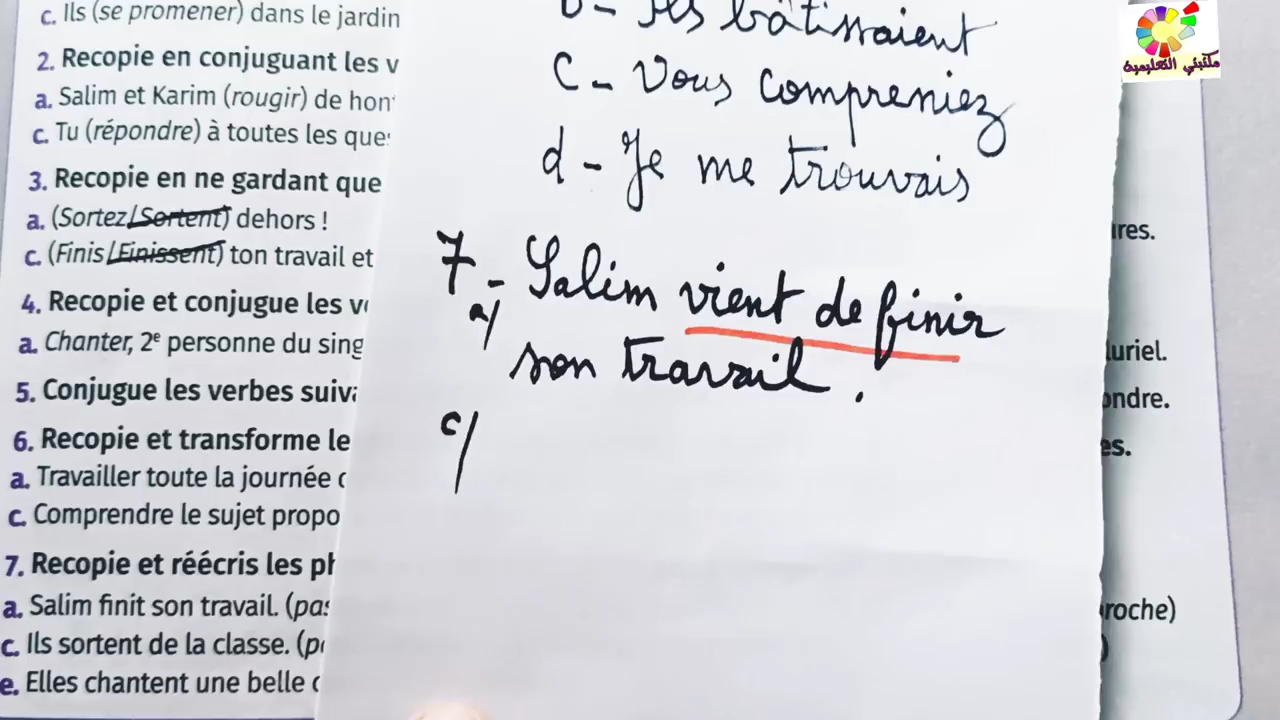 c. Ils (se promener) dans le jardin
2. Recopie en conjuguant les v
a. Salim et Karim (rougir) de hon
c. Tu (répondre) à toutes les ques
3. Recopie en ne gardant que
a. (Sortez/Sortent) dehors !
c. (Finis/Finissent) ton travail et
4. Recopie et conjugue les v
a. Chanter, 2e personne du sing
5. Conjugue les verbes suiva
6. Recopie et transforme le
a. Travailler toute la journée
c. Comprendre le sujet propo
7. Recopie et réécris les ph
a. Salim finit son travail. (pas
c. Ils sortent de la classe. (p
e. Elles chantent une belle c
b - Ils bâtissaient
c - Vous compreniez
d - Je me trouvais
7 - Salim vient de finir
a/
son travail.
c/
ires.
luriel.
ondre.
es.
roche)
)
مكتبتي التعليمية